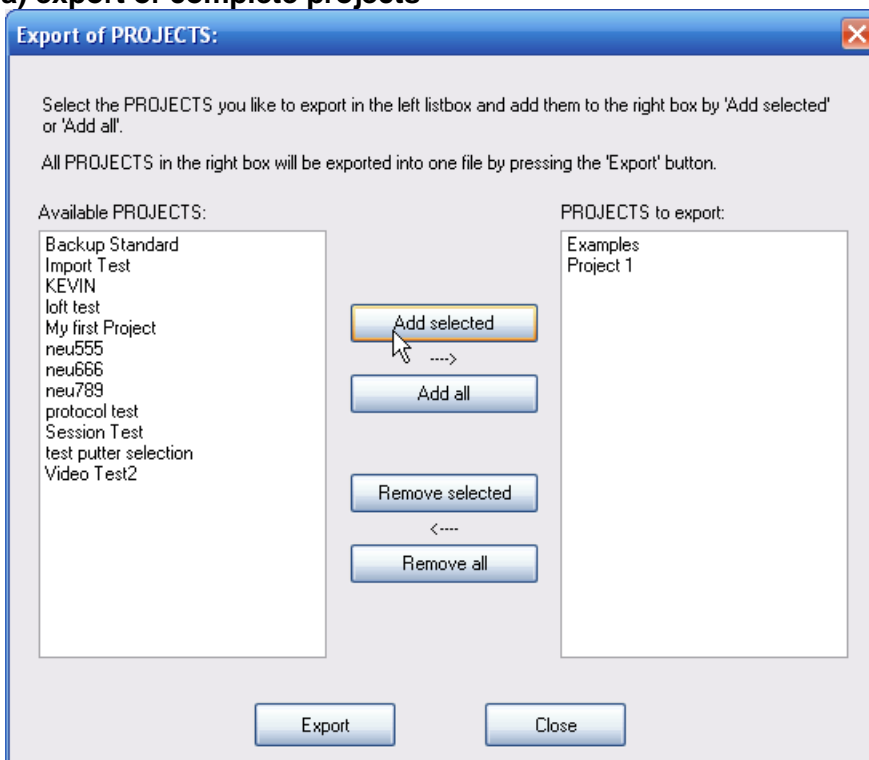 a) export of complete projects
Export of PROJECTS:
Select the PROJECTS you like to export in the left listbox and add them to the right box by 'Add selected'
or 'Add all'.
All PROJECTS in the right box will be exported into one file by pressing the 'Export' button.
Available PROJECTS:
Backup Standard
Import Test
KEVIN
loft test
My first Project
neu555
neu666
neu789
protocol test
Session Test
test putter selection
Video Test2
Add selected
---->
Add all
Remove selected
<----
Remove all
PROJECTS to export:
Examples
Project 1
Export
Close